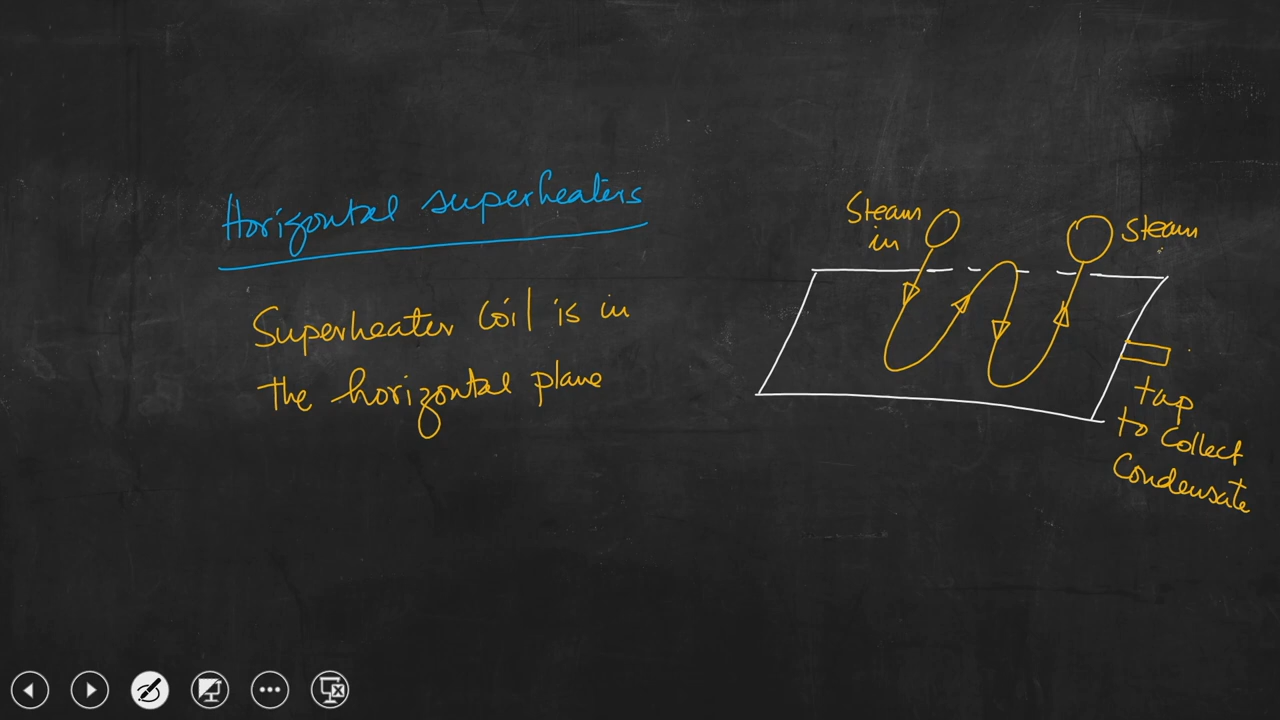 Horizontal superheaters
Superheater coil is in
the horizontal plane
Steam
in
Steam
tap
to collect
condensate